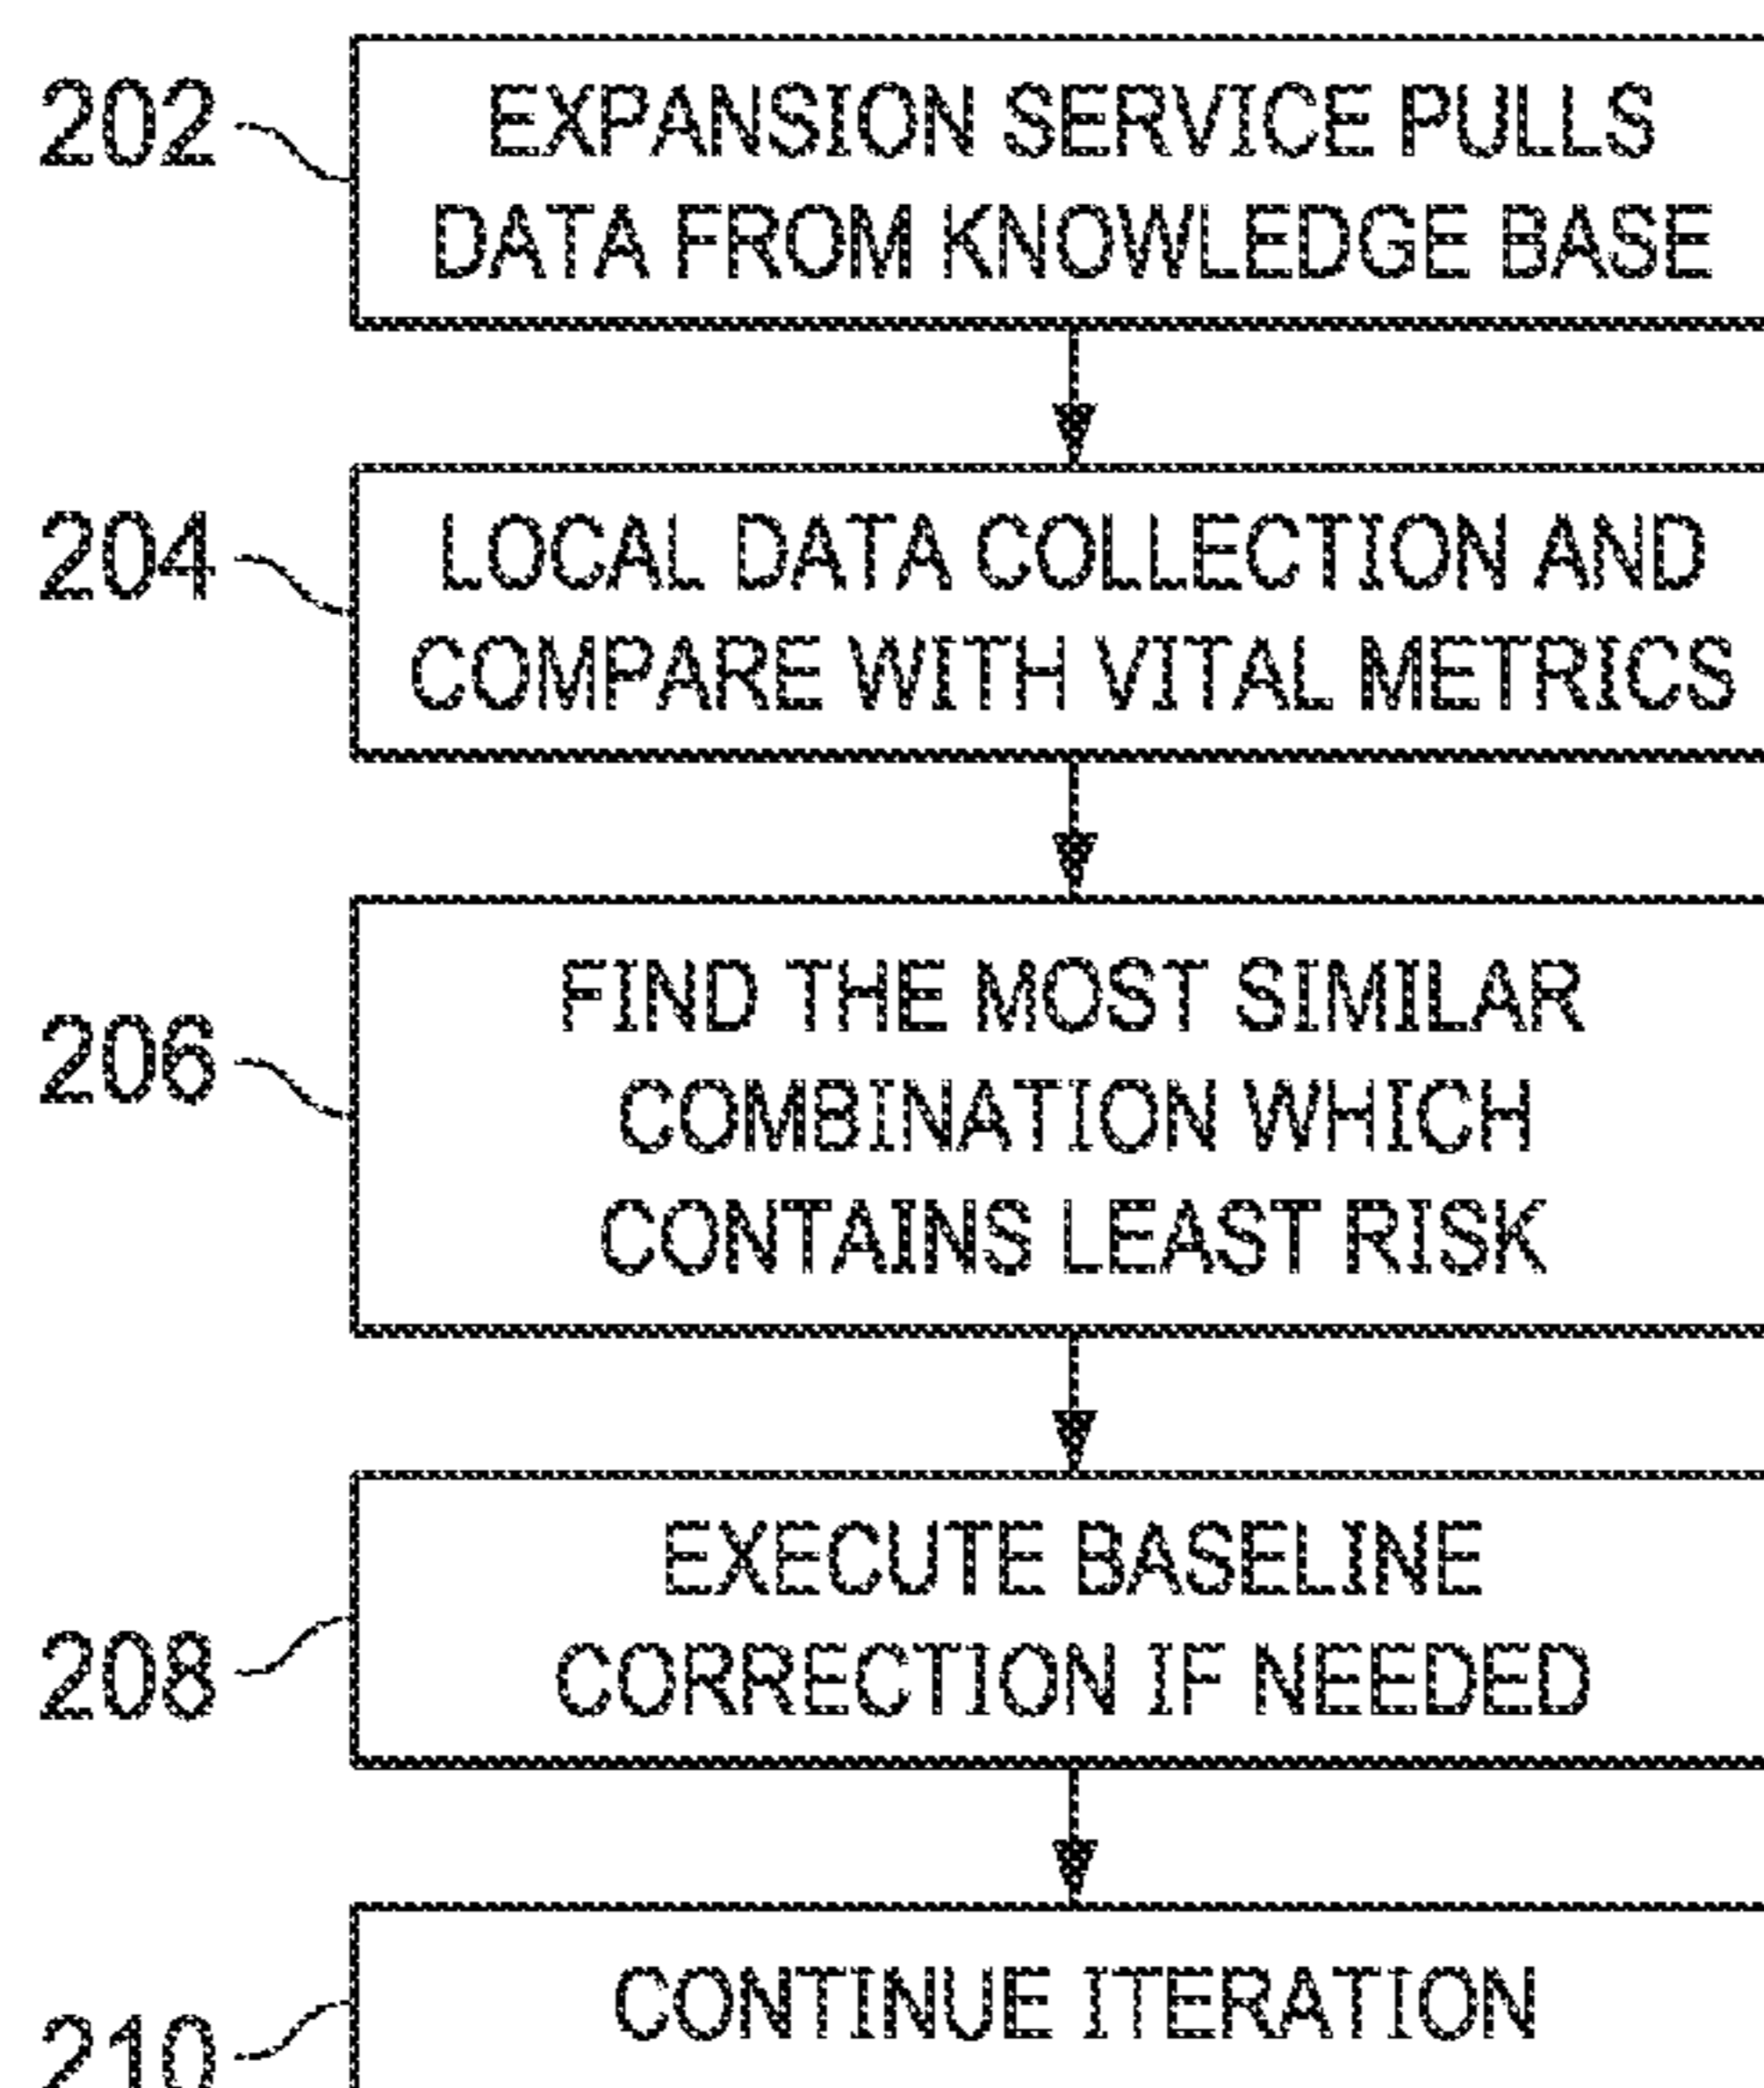 202
EXPANSION SERVICE PULLS
DATA FROM KNOWLEDGE BASE
204
LOCAL DATA COLLECTION AND
COMPARE WITH VITAL METRICS
206
FIND THE MOST SIMILAR
COMBINATION WHICH
CONTAINS LEAST RISK
208
EXECUTE BASELINE
CORRECTION IF NEEDED
210
CONTINUE ITERATION